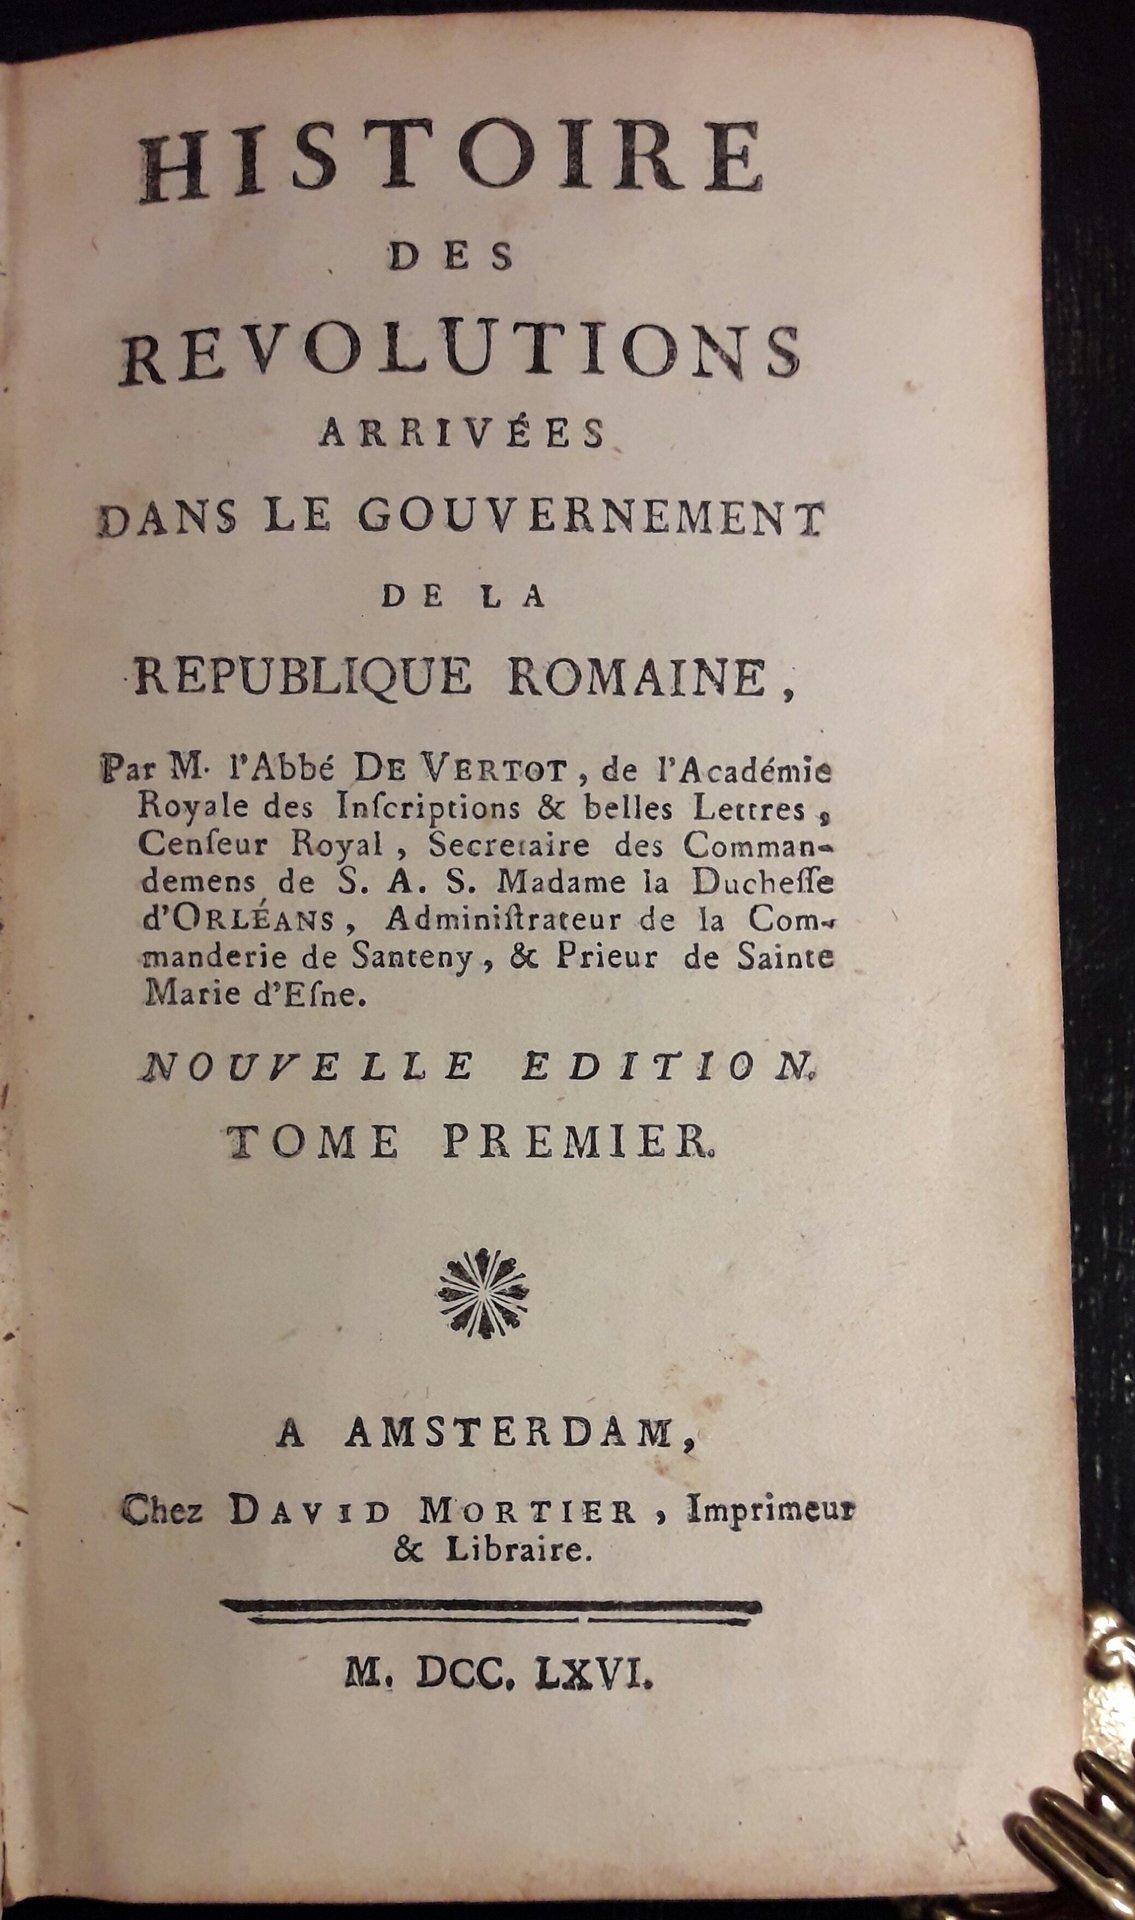 HISTOIRE
DES
REVOLUTIONS
ARRIVÉES
DANS LE GOUVERNEMENT
DE LA
REPUBLIQUE ROMAINE,
Par M. l'Abbé DE VERTOT, de l'Académie
Royale des Inſcriptions & belles Lettres,
Cenſeur Royal, Secretaire des Comman-
demens de S. A. S. Madame la Ducheſſe
d'ORLÉANS, Adminiſtrateur de la Com-
manderie de Santeny, & Prieur de Sainte
Marie d'Eſne.
NOUVELLE EDITION.
TOME PREMIER.
A AMSTERDAM,
Chez DAVID MORTIER, Imprimeur
& Libraire.
M. DCC. LXVI.